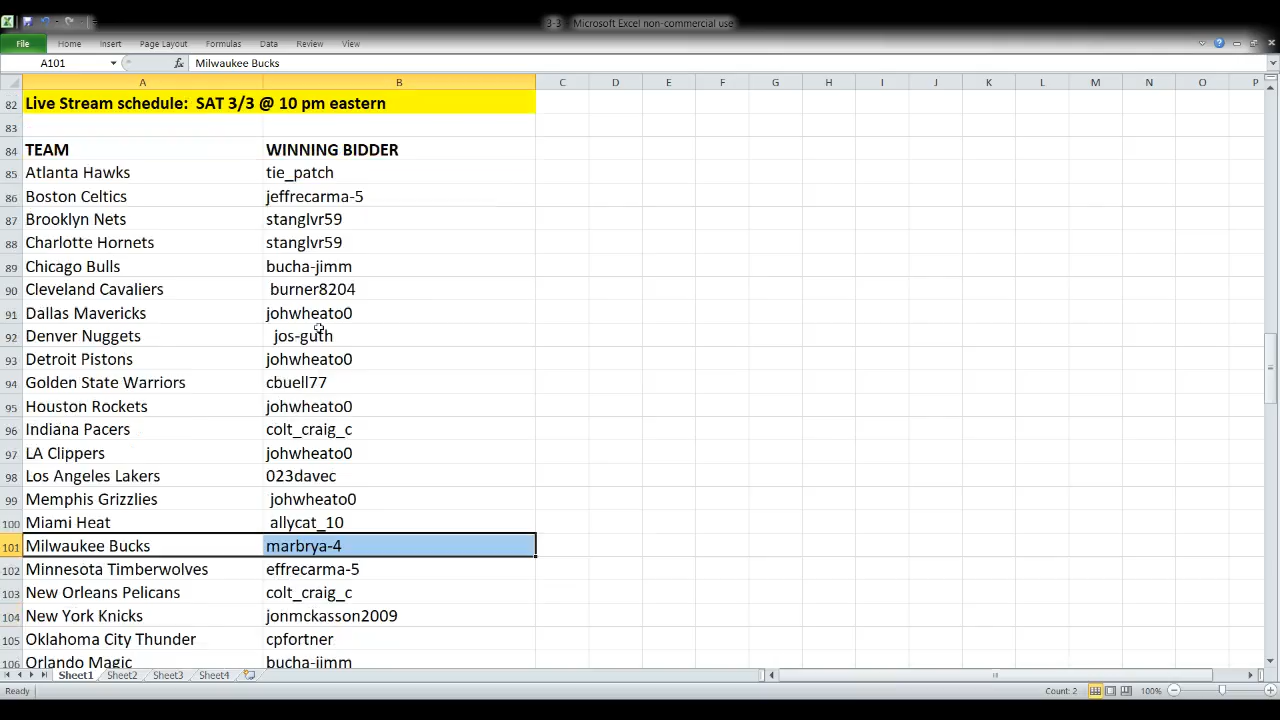 3-3 - Microsoft Excel non-commercial use
File Home Insert Page Layout Formulas Data Review View
A101 fx Milwaukee Bucks
A B C D E F G H I J K L M N O P
82 Live Stream schedule: SAT 3/3 @ 10 pm eastern
83
84 TEAM WINNING BIDDER
85 Atlanta Hawks tie_patch
86 Boston Celtics jeffrecarma-5
87 Brooklyn Nets stanglvr59
88 Charlotte Hornets stanglvr59
89 Chicago Bulls bucha-jimm
90 Cleveland Cavaliers burner8204
91 Dallas Mavericks johwheato0
92 Denver Nuggets jos-guth
93 Detroit Pistons johwheato0
94 Golden State Warriors cbuell77
95 Houston Rockets johwheato0
96 Indiana Pacers colt_craig_c
97 LA Clippers johwheato0
98 Los Angeles Lakers 023davec
99 Memphis Grizzlies johwheato0
100 Miami Heat allycat_10
101 Milwaukee Bucks marbrya-4
102 Minnesota Timberwolves effrecarma-5
103 New Orleans Pelicans colt_craig_c
104 New York Knicks jonmckasson2009
105 Oklahoma City Thunder cpfortner
106 Orlando Magic bucha-jimm
Sheet1 Sheet2 Sheet3 Sheet4
Ready Count: 2 100%